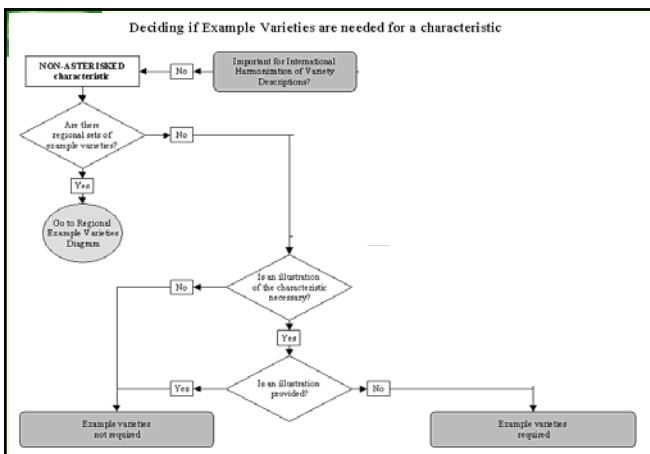 Deciding if Example Varieties are needed for a characteristic
NON-ASTERISKED
characteristic
No
Important for International
Harmonization of Variety
Descriptions?
Are there
regional sets of
example varieties?
No
Yes
Go to Regional
Example Varieties
Diagram
Is an illustration
of the characteristic
necessary?
No
Yes
Is an illustration
provided?
Yes
No
Example varieties
not required
Example varieties
required